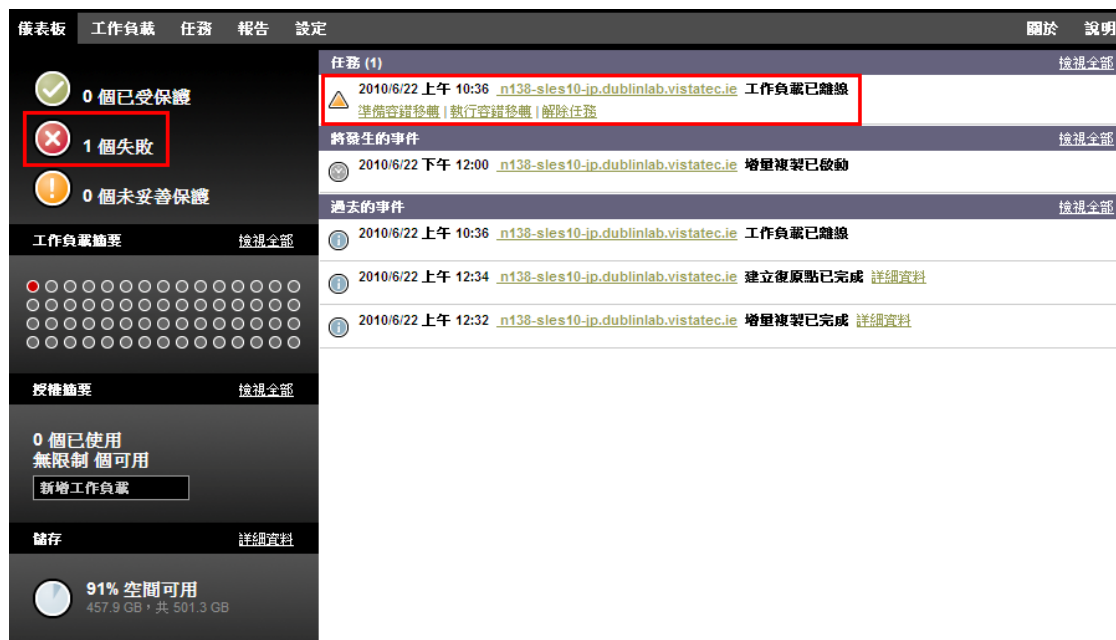 儀表板 工作負載 任務 報告 設定 關於 說明
0 個已受保護
1 個失敗
0 個未妥善保護
工作負載摘要 檢視全部
授權摘要 檢視全部
0 個已使用
無限制 個可用
新增工作負載
儲存 詳細資料
91% 空間可用
457.9 GB，共 501.3 GB
任務 (1) 檢視全部
2010/6/22 上午 10:36 n138-sles10-jp.dublinlab.vistatec.ie 工作負載已離線
準備容錯移轉 | 執行容錯移轉 | 解除任務
將發生的事件 檢視全部
2010/6/22 下午 12:00 n138-sles10-jp.dublinlab.vistatec.ie 增量複製已啟動
過去的事件 檢視全部
2010/6/22 上午 10:36 n138-sles10-jp.dublinlab.vistatec.ie 工作負載已離線
2010/6/22 上午 12:34 n138-sles10-jp.dublinlab.vistatec.ie 建立復原點已完成 詳細資料
2010/6/22 上午 12:32 n138-sles10-jp.dublinlab.vistatec.ie 增量複製已完成 詳細資料